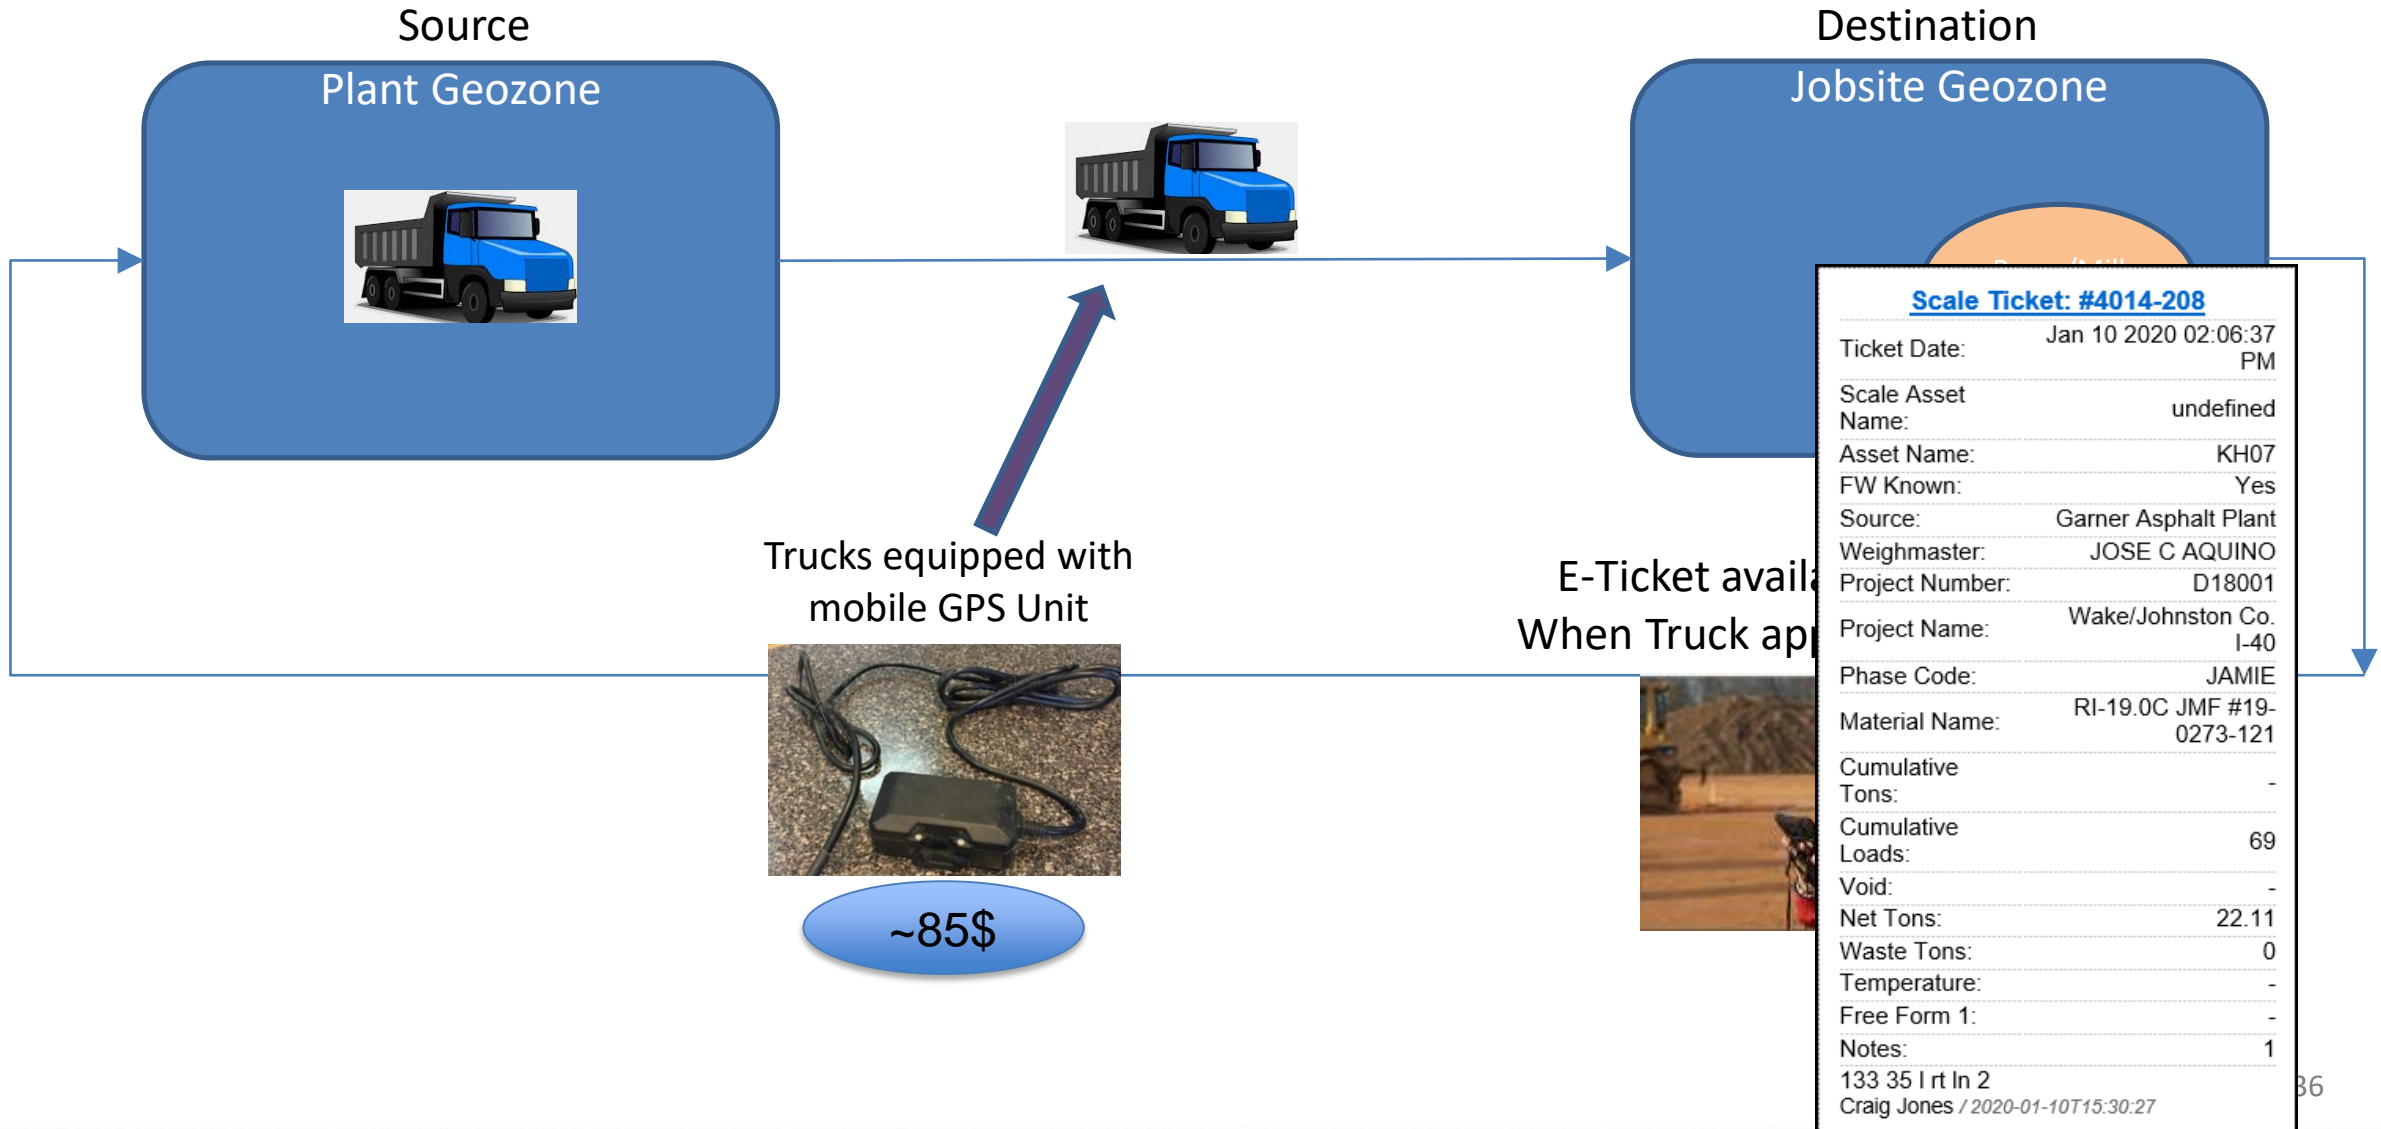 Source
Destination
Plant Geozone
Jobsite Geozone
Trucks equipped with
mobile GPS Unit
~85$
E-Ticket
When Truck
Scale Ticket: #4014-208
Ticket Date: Jan 10 2020 02:06:37
PM
Scale Asset
Name: undefined
Asset Name: KH07
FW Known: Yes
Source: Garner Asphalt Plant
Weighmaster: JOSE C AQUINO
Project Number: D18001
Project Name: Wake/Johnston Co.
I-40
Phase Code: JAMIE
Material Name: RI-19.0C JMF #19-
0273-121
Cumulative
Tons: -
Cumulative
Loads: 69
Void: -
Net Tons: 22.11
Waste Tons: 0
Temperature: -
Free Form 1: -
Notes: 1
133 35 l rt ln 2
Craig Jones / 2020-01-10T15:30:27